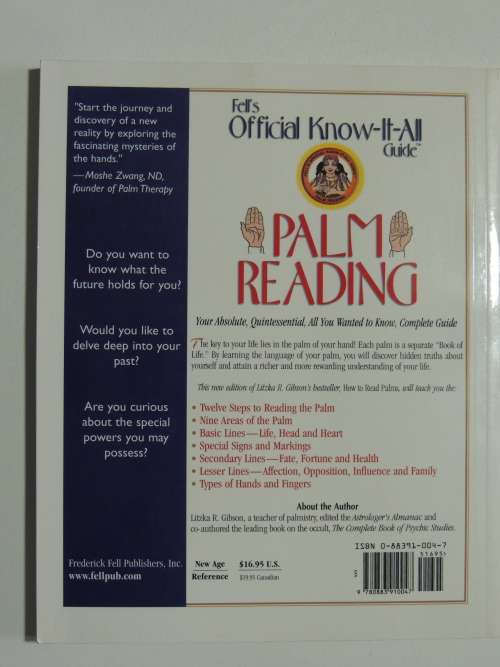 "Start the journey and
discovery of a new
reality by exploring the
fascinating mysteries of
the hands."
—Moshe Zwang, ND,
founder of Palm Therapy
Do you want to
know what the
future holds for you?
Would you like to
delve deep into your
past?
Are you curious
about the special
powers you may
possess?
Frederick Fell Publishers, Inc.
www.fellpub.com
Fell's
Official Know-It-All
Guide™
PALM
READING
Your Absolute, Quintessential, All You Wanted to Know, Complete Guide
The key to your life lies in the palm of your hand! Each palm is a separate "Book of
Life." By learning the language of your palm, you will discover hidden truths about
yourself and attain a richer and more rewarding understanding of your life.
This new edition of Litzka R. Gibson's bestseller, How to Read Palms, will teach you the:
• Twelve Steps to Reading the Palm
• Nine Areas of the Palm
• Basic Lines—Life, Head and Heart
• Special Signs and Markings
• Secondary Lines—Fate, Fortune and Health
• Lesser Lines—Affection, Opposition, Influence and Family
• Types of Hands and Fingers
About the Author
Litzka R. Gibson, a teacher of palmistry, edited the Astrologer's Almanac and
co-authored the leading book on the occult, The Complete Book of Psychic Studies.
New Age
Reference
$16.95 U.S.
$19.95 Canadian
ISBN 0-88391-004-7
51695
9 780883 910047